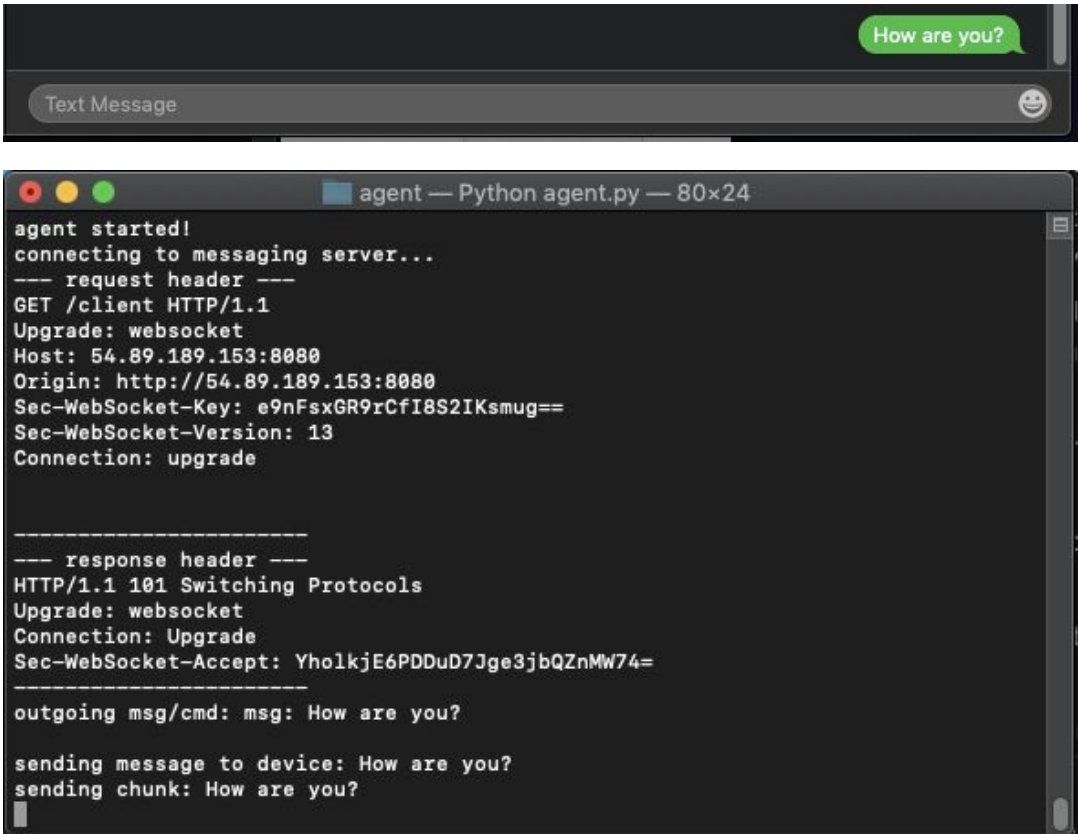 How are you?
Text Message
agent — Python agent.py — 80×24
agent started!
connecting to messaging server...
--- request header ---
GET /client HTTP/1.1
Upgrade: websocket
Host: 54.89.189.153:8080
Origin: http://54.89.189.153:8080
Sec-WebSocket-Key: e9nFsxGR9rCfI8S2IKsmug==
Sec-WebSocket-Version: 13
Connection: upgrade
-----------------------
--- response header ---
HTTP/1.1 101 Switching Protocols
Upgrade: websocket
Connection: Upgrade
Sec-WebSocket-Accept: YholkjE6PDDuD7Jge3jbQZnMW74=
-----------------------
outgoing msg/cmd: msg: How are you?
sending message to device: How are you?
sending chunk: How are you?